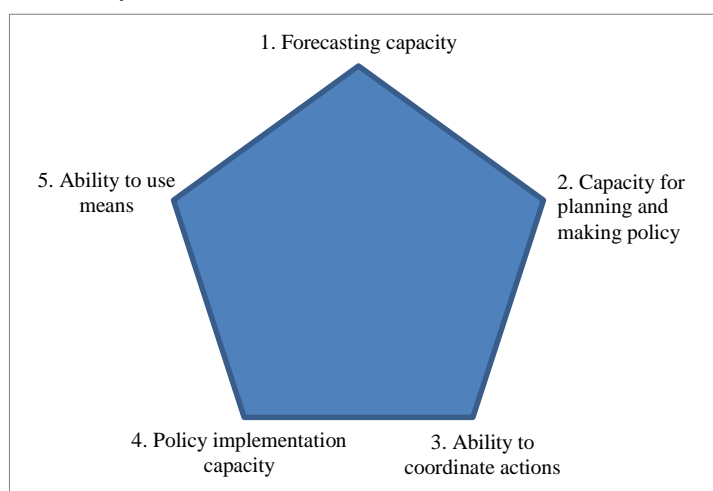 1. Forecasting capacity
5. Ability to use
means
2. Capacity for
planning and
making policy
4. Policy implementation
capacity
3. Ability to
coordinate actions